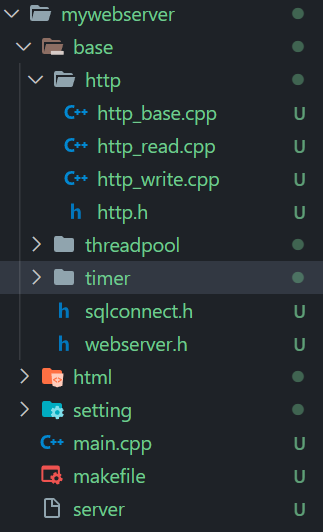 mywebserver
base
http
C++ http_base.cpp U
C++ http_read.cpp U
C++ http_write.cpp U
h http.h U
threadpool
timer
h sqlconnect.h U
h webserver.h U
html
setting
C++ main.cpp U
makefile U
server U